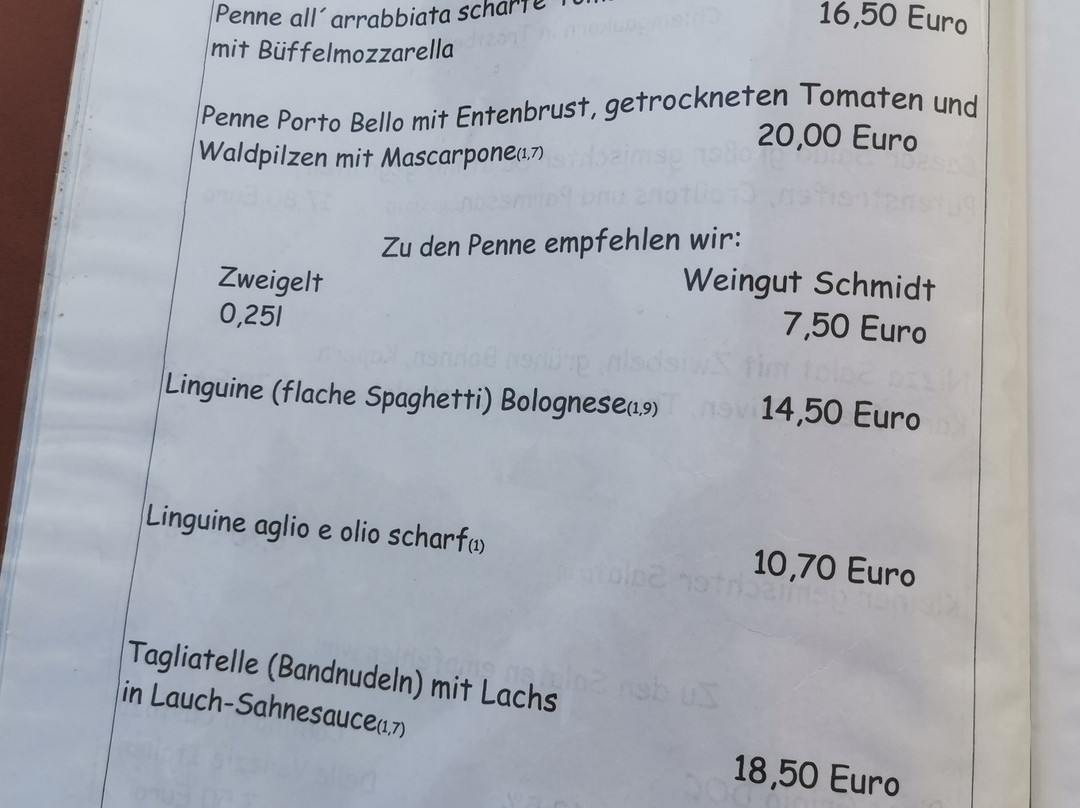 Penne all´arrabbiata scharfe
16,50 Euro
mit Büffelmozzarella
Penne Porto Bello mit Entenbrust, getrockneten Tomaten und
Waldpilzen mit Mascarpone(1,7) 20,00 Euro
Zu den Penne empfehlen wir:
Zweigelt Weingut Schmidt
0,25l 7,50 Euro
Linguine (flache Spaghetti) Bolognese(1,9) 14,50 Euro
Linguine aglio e olio scharf(1)
10,70 Euro
Tagliatelle (Bandnudeln) mit Lachs
in Lauch-Sahnesauce(1,7)
18,50 Euro